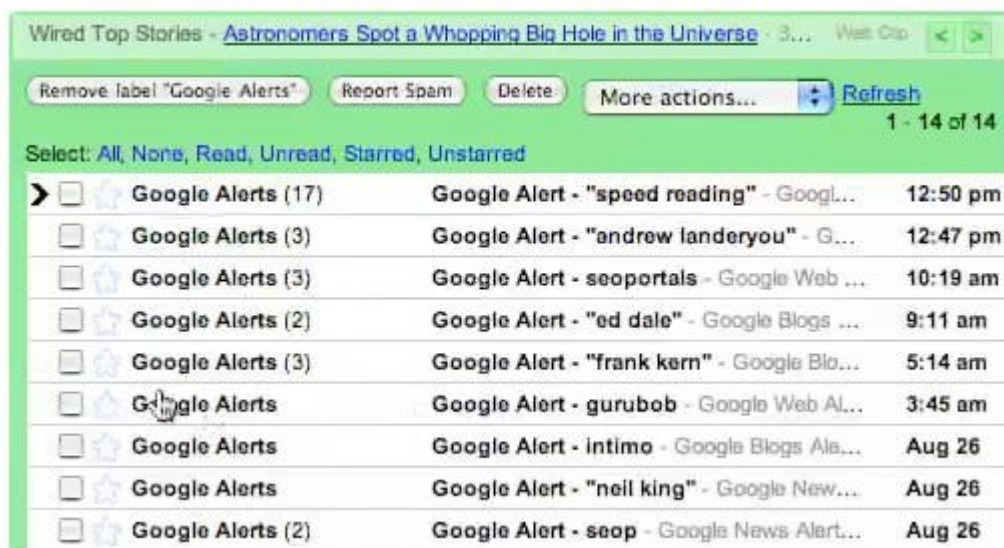 Wired Top Stories - Astronomers Spot a Whopping Big Hole in the Universe - 3... Web Clip < >
Remove label "Google Alerts" Report Spam Delete More actions... Refresh
1 - 14 of 14
Select: All, None, Read, Unread, Starred, Unstarred
Google Alerts (17) Google Alert - "speed reading" - Googl... 12:50 pm
Google Alerts (3) Google Alert - "andrew landeryou" - G... 12:47 pm
Google Alerts (3) Google Alert - seoportals - Google Web ... 10:19 am
Google Alerts (2) Google Alert - "ed dale" - Google Blogs ... 9:11 am
Google Alerts (3) Google Alert - "frank kern" - Google Blo... 5:14 am
Google Alerts Google Alert - gurubob - Google Web Al... 3:45 am
Google Alerts Google Alert - intimo - Google Blogs Ale... Aug 26
Google Alerts Google Alert - "neil king" - Google New... Aug 26
Google Alerts (2) Google Alert - seop - Google News Alert... Aug 26